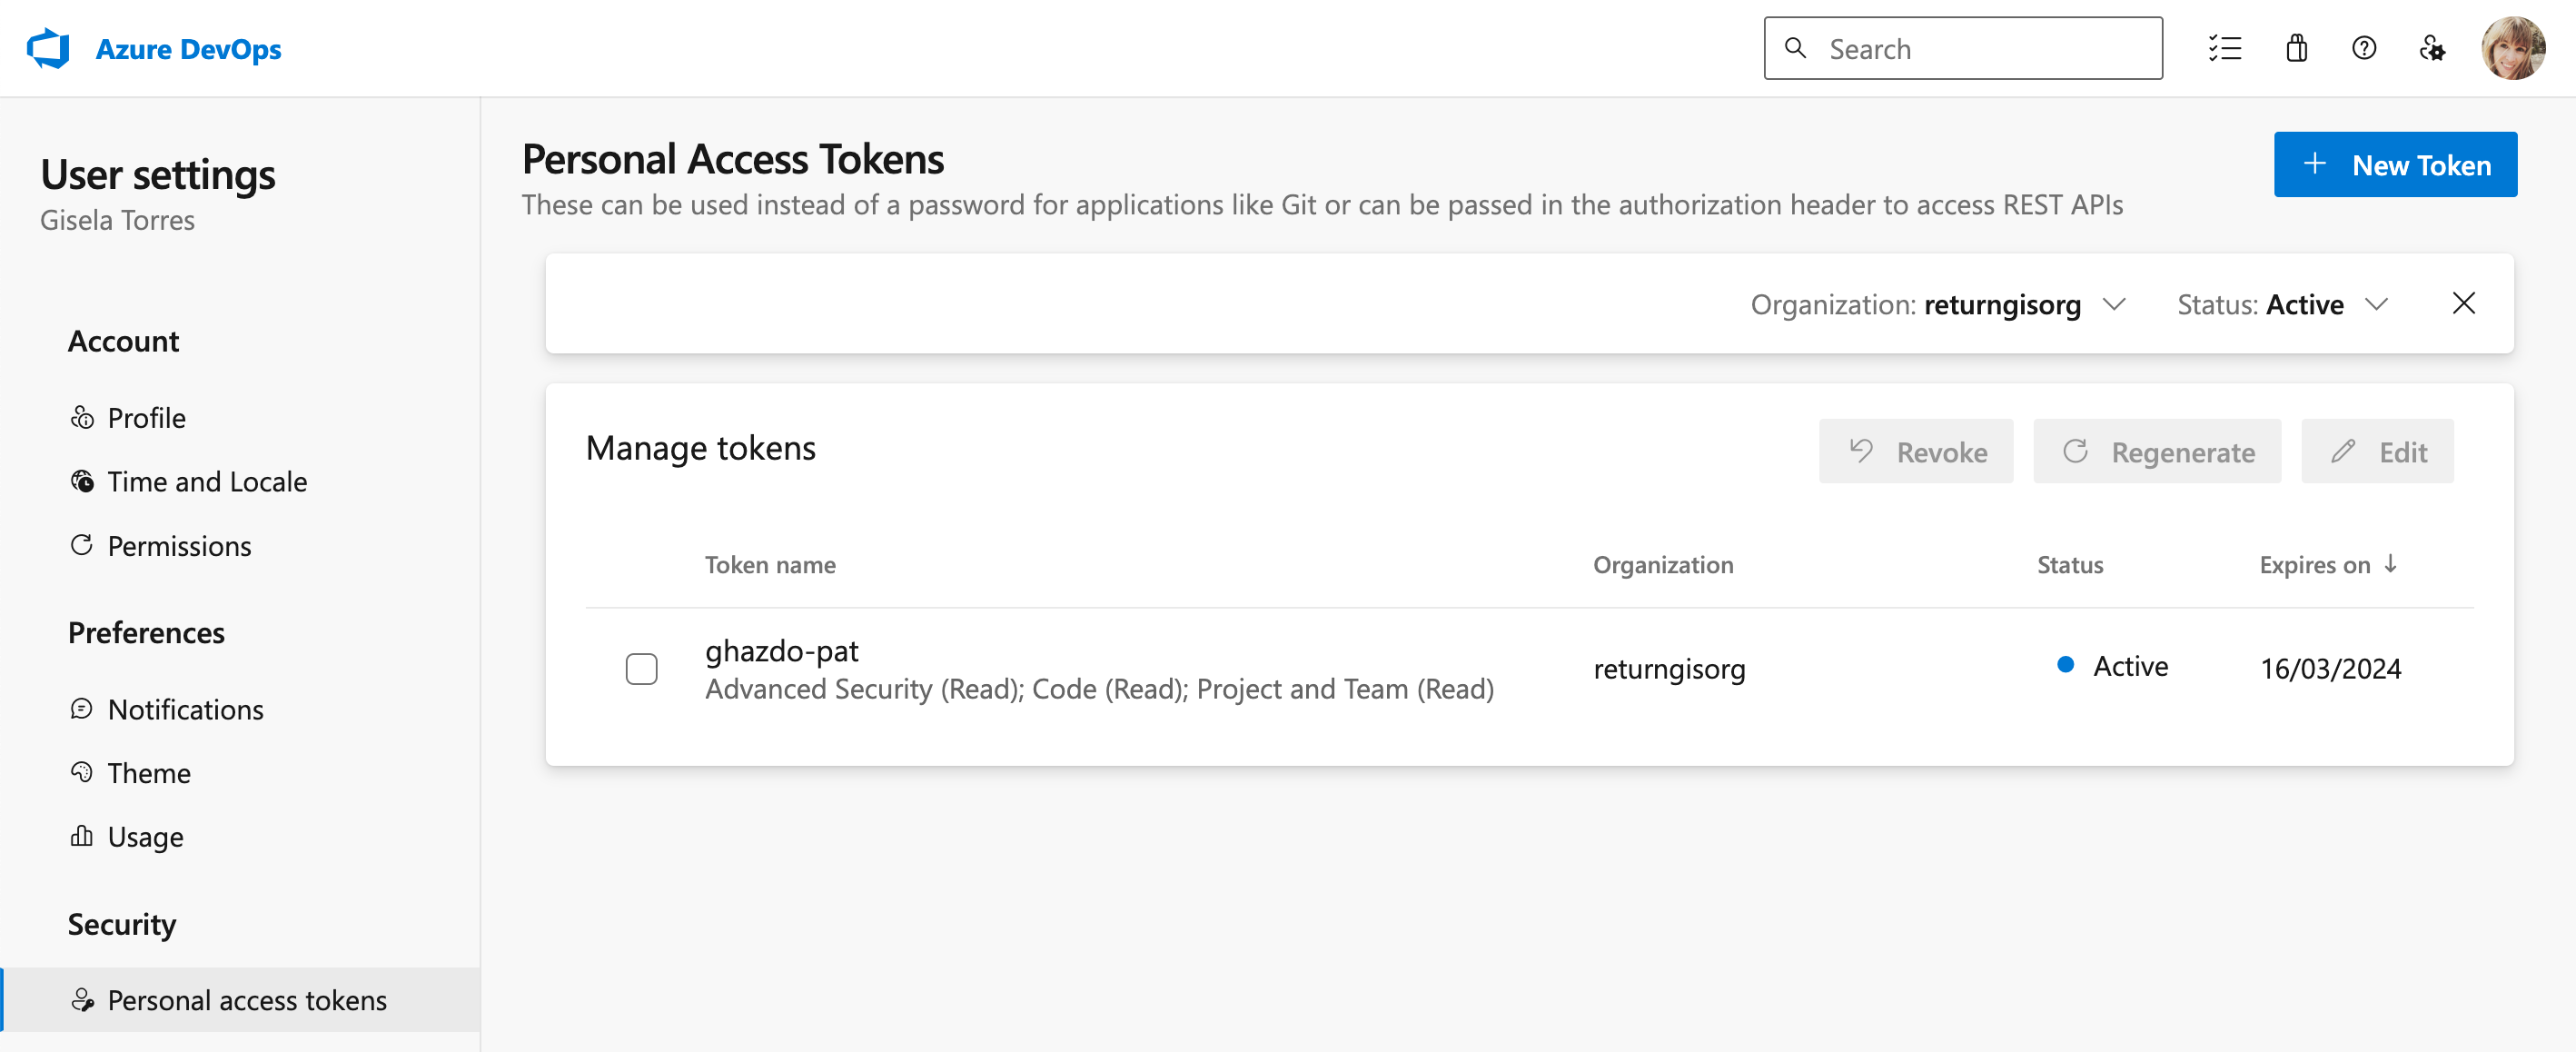 Azure DevOps
Search
User settings
Gisela Torres
Account
Profile
Time and Locale
Permissions
Preferences
Notifications
Theme
Usage
Security
Personal access tokens
Personal Access Tokens
These can be used instead of a password for applications like Git or can be passed in the authorization header to access REST APIs
New Token
Organization: returngisorg
Status: Active
Manage tokens
Revoke
Regenerate
Edit
Token name Organization Status Expires on
ghazdo-pat
Advanced Security (Read); Code (Read); Project and Team (Read)
returngisorg
Active
16/03/2024